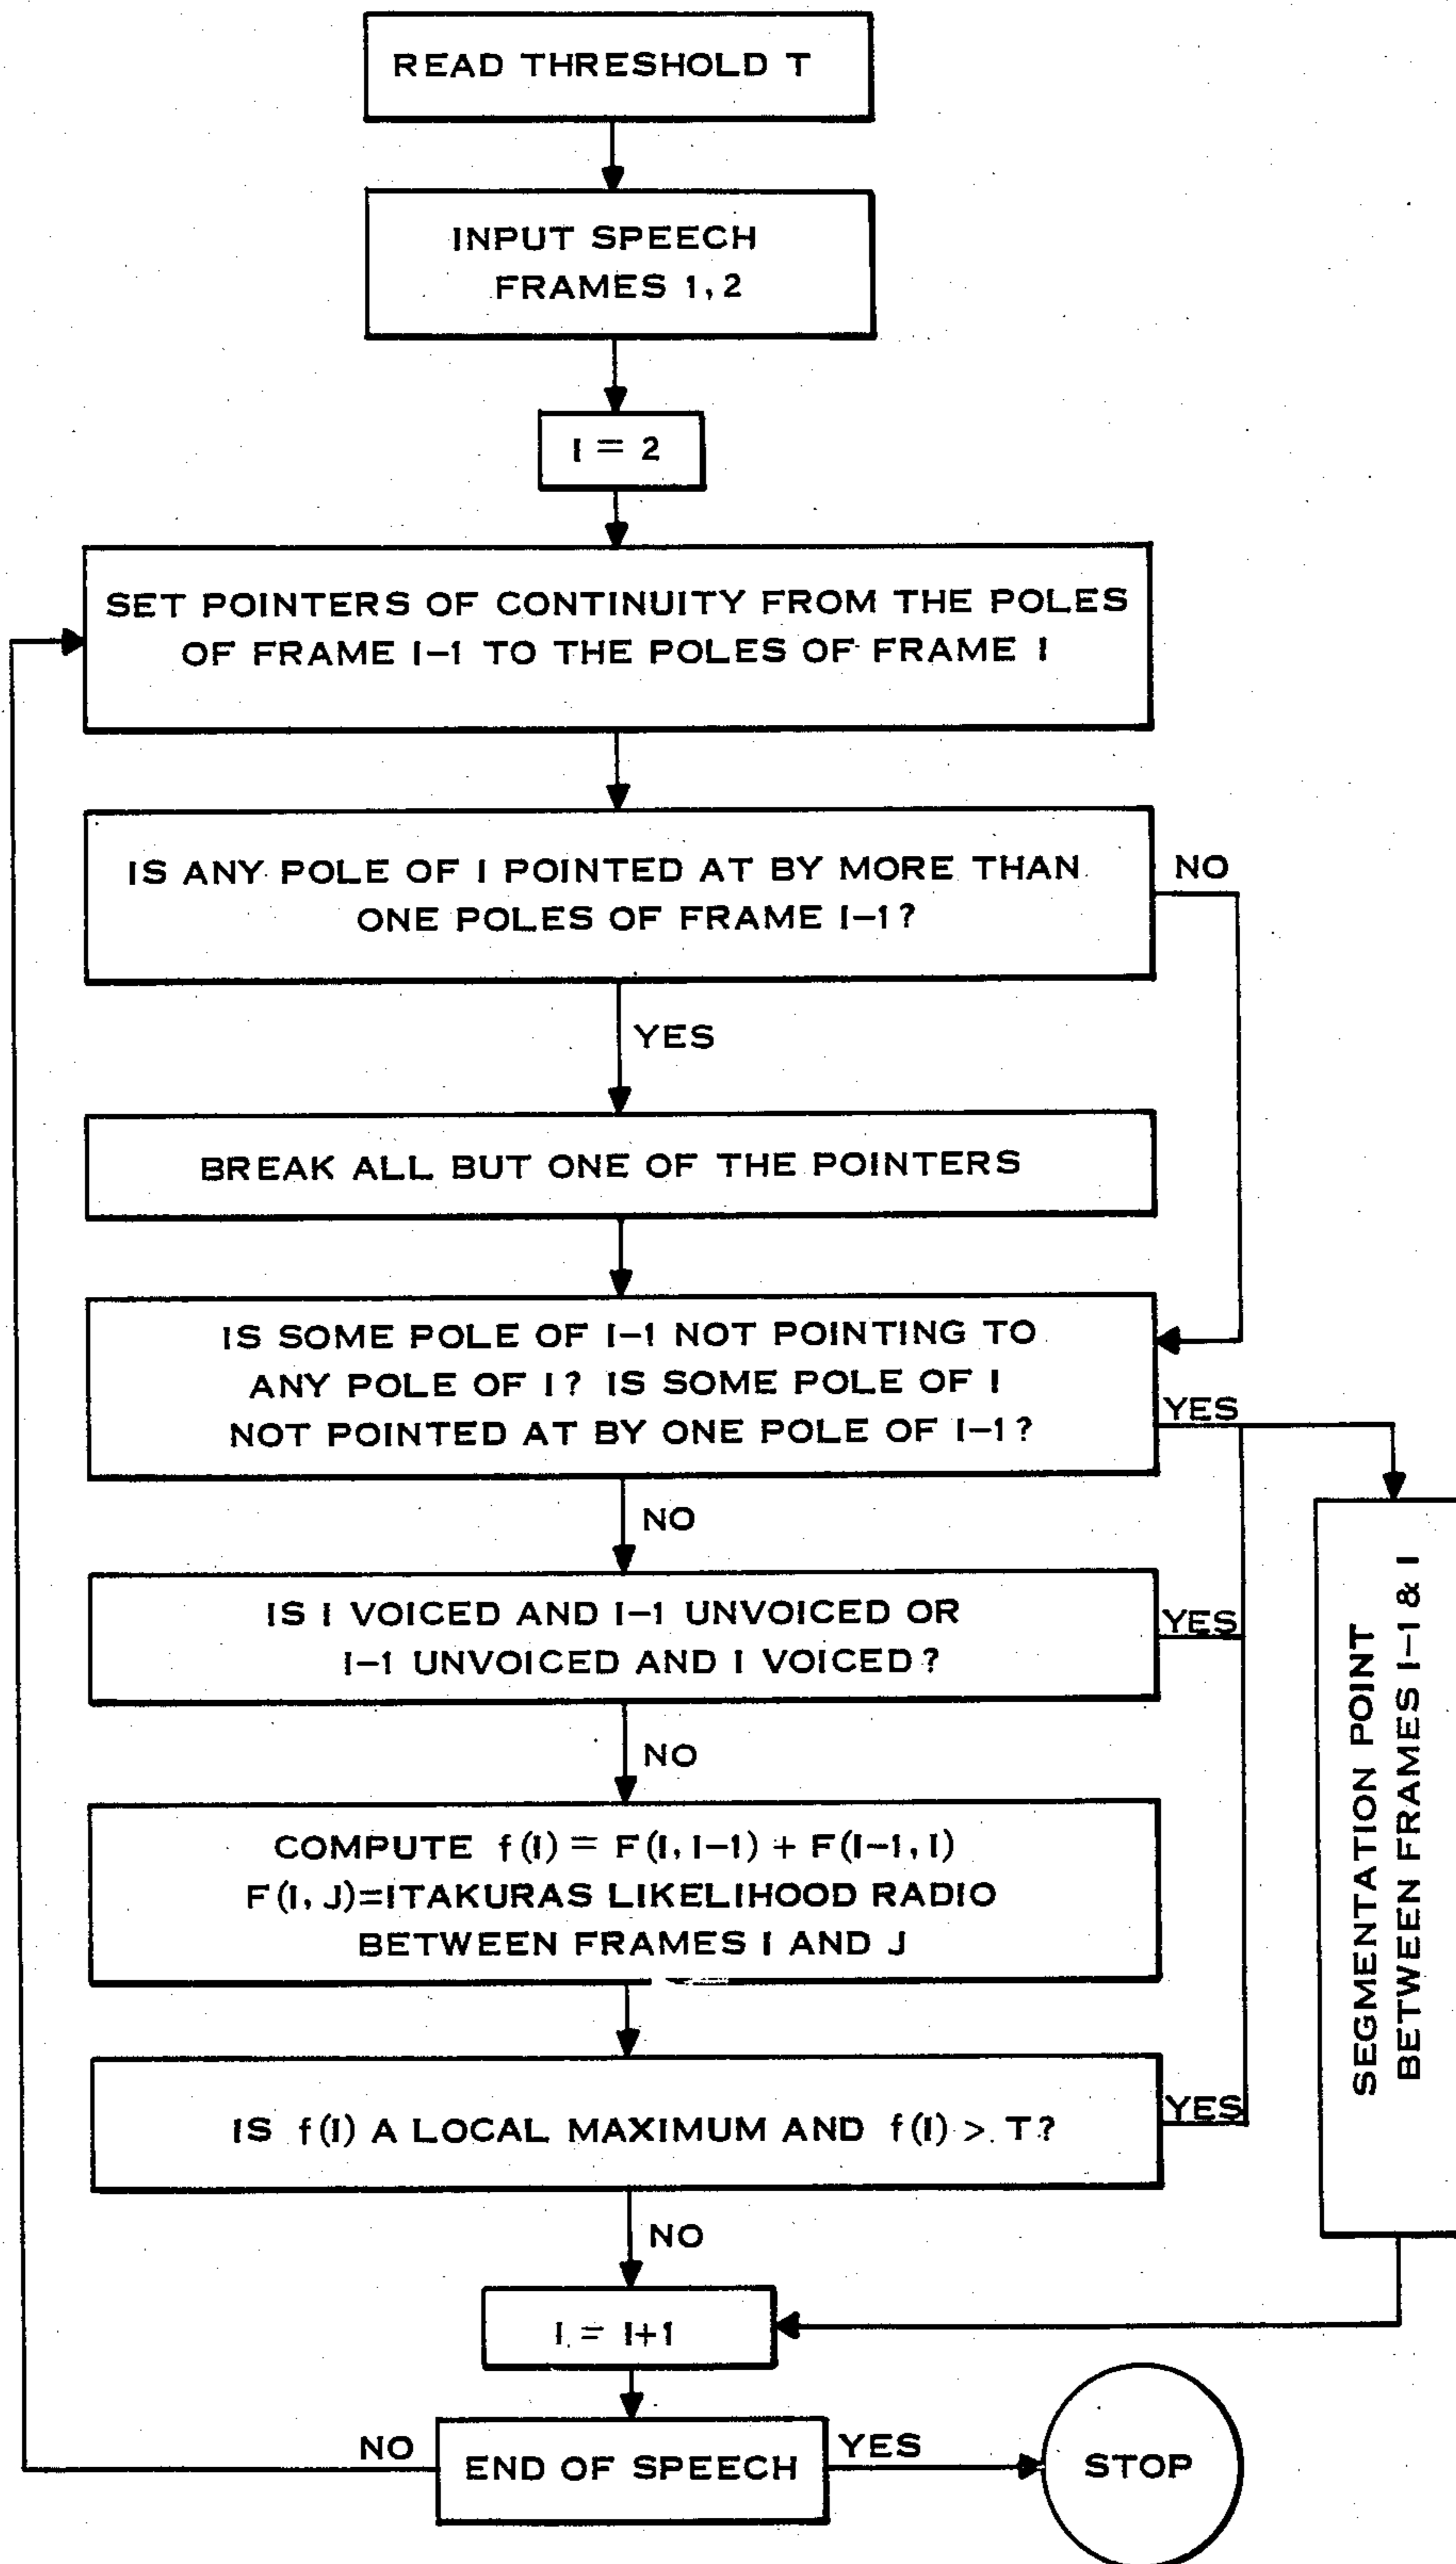 READ THRESHOLD T
INPUT SPEECH
FRAMES 1, 2
I = 2
SET POINTERS OF CONTINUITY FROM THE POLES
OF FRAME I-1 TO THE POLES OF FRAME I
IS ANY POLE OF I POINTED AT BY MORE THAN
ONE POLES OF FRAME I-1?
NO
YES
BREAK ALL BUT ONE OF THE POINTERS
IS SOME POLE OF I-1 NOT POINTING TO
ANY POLE OF I? IS SOME POLE OF I
NOT POINTED AT BY ONE POLE OF I-1?
YES
NO
IS I VOICED AND I-1 UNVOICED OR
I-1 UNVOICED AND I VOICED?
YES
NO
COMPUTE f(I) = F(I, I-1) + F(I-1, I)
F(I, J)=ITAKURAS LIKELIHOOD RADIO
BETWEEN FRAMES I AND J
IS f(I) A LOCAL MAXIMUM AND f(I) > T?
YES
NO
SEGMENTATION POINT
BETWEEN FRAMES I-1 & I
I = I+1
END OF SPEECH
NO
YES
STOP